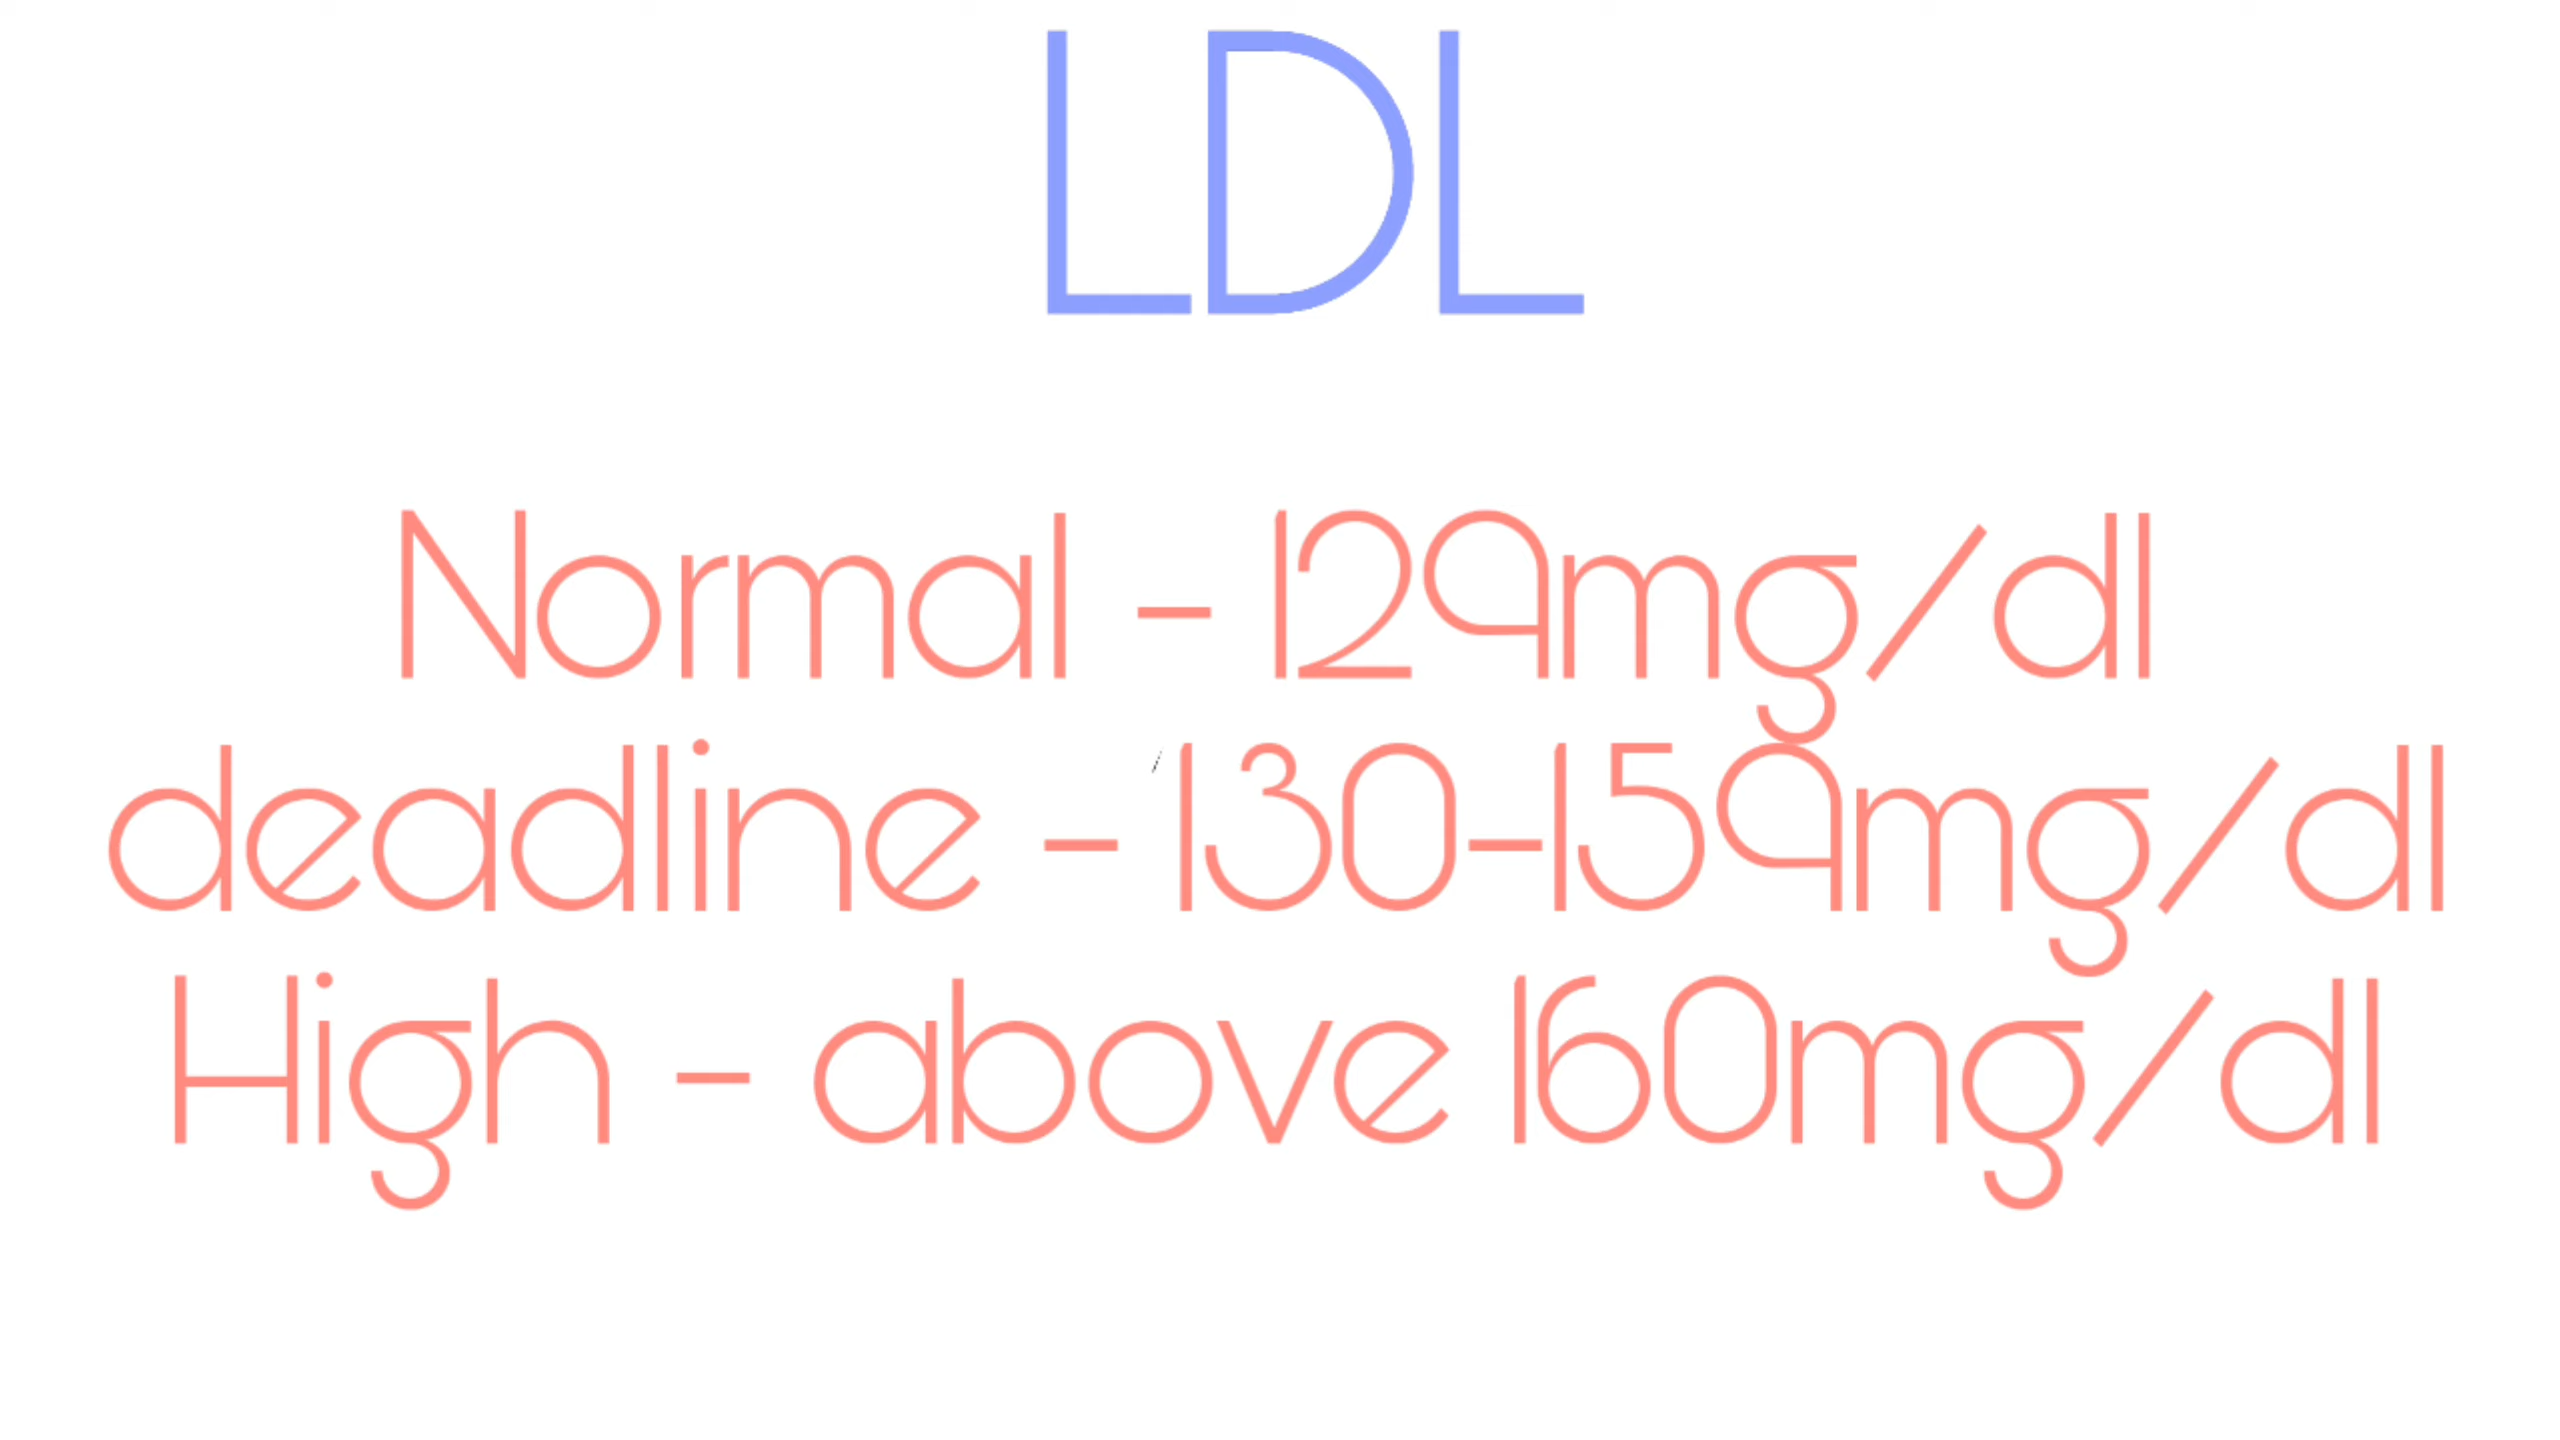 LDL
Normal - 129mg/dl
deadline - 130-159mg/dl
High - above 160mg/dl